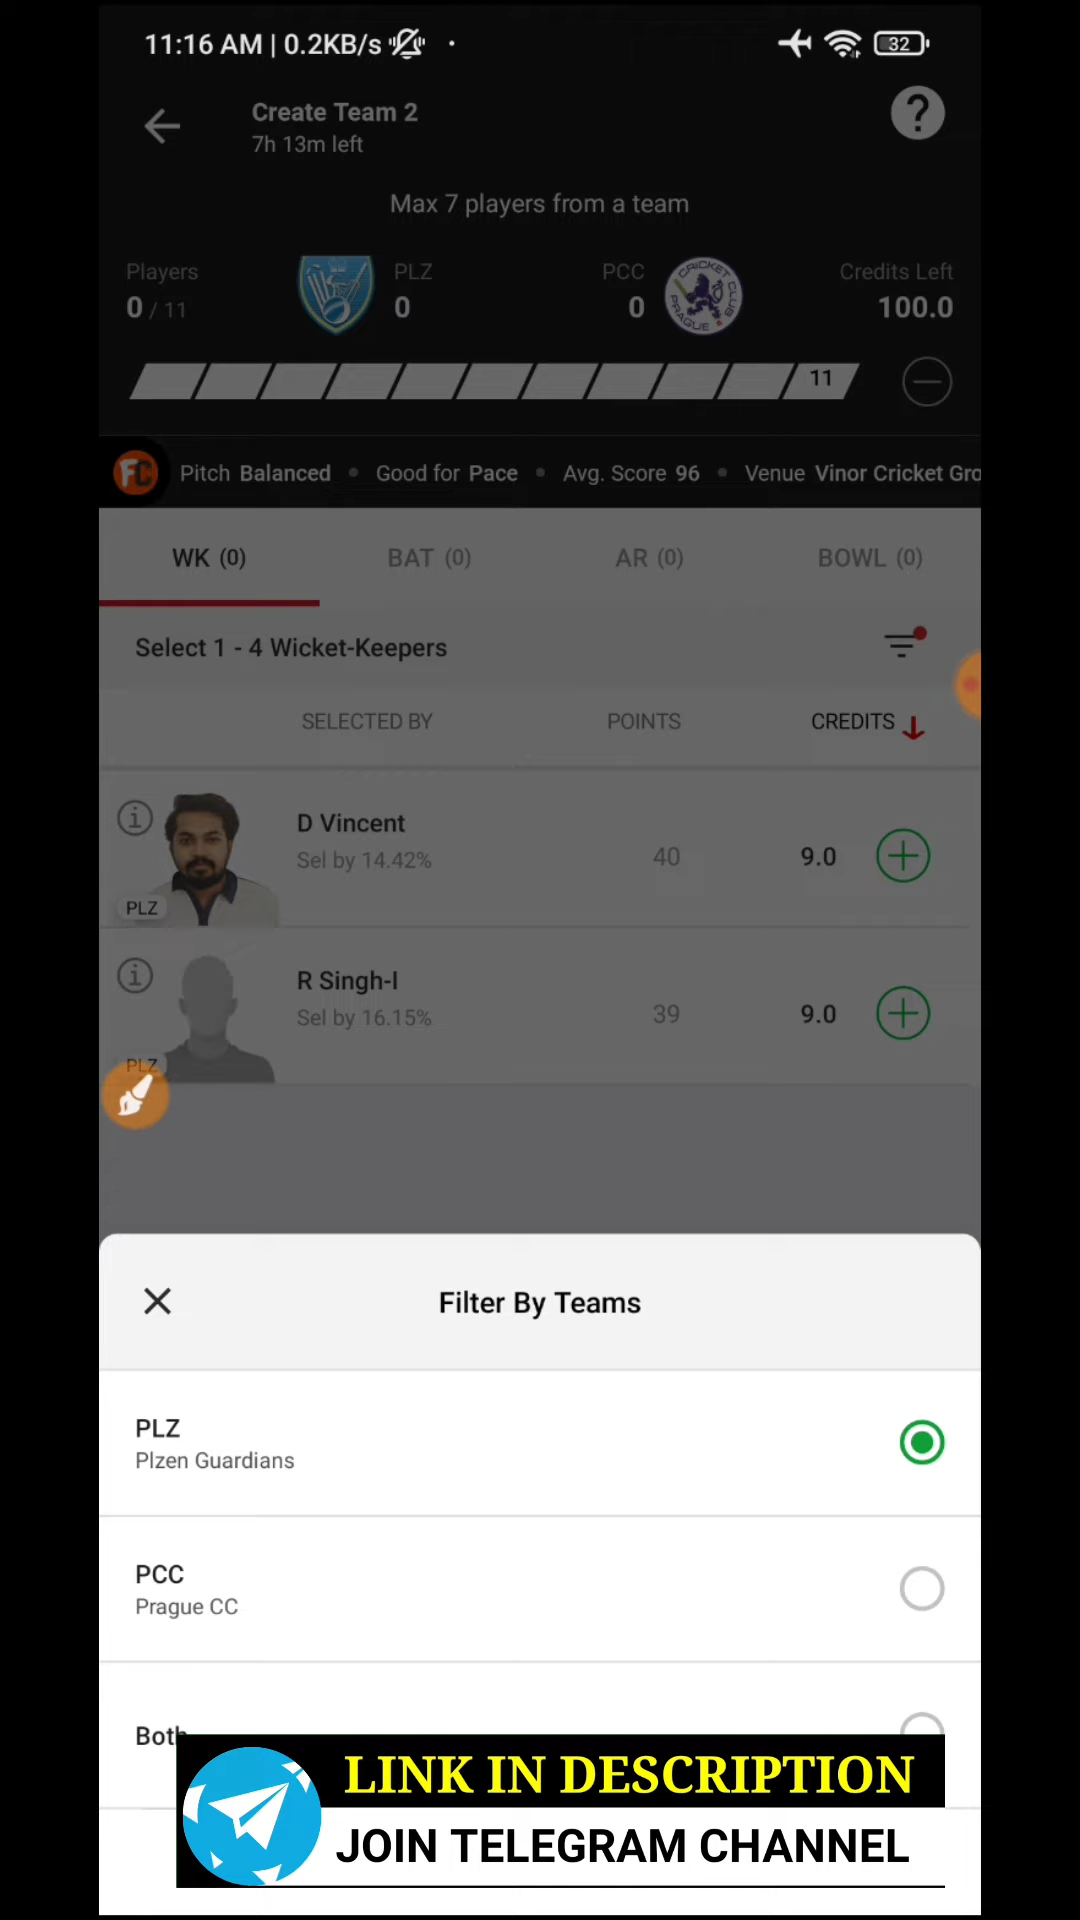 11:16 AM | 0.2KB/s
32
Create Team 2
7h 13m left
Max 7 players from a team
Players
0 / 11
PLZ
0
PCC
0
CRICKET CLUB
PRAGUE
Credits Left
100.0
11
FC Pitch Balanced • Good for Pace • Avg. Score 96 • Venue Vinor Cricket Gro
WK (0) BAT (0) AR (0) BOWL (0)
Select 1 - 4 Wicket-Keepers
SELECTED BY POINTS CREDITS
D Vincent
Sel by 14.42%
40 9.0
PLZ
R Singh-I
Sel by 16.15%
39 9.0
PLZ
Filter By Teams
PLZ
Plzen Guardians
PCC
Prague CC
Both
LINK IN DESCRIPTION
JOIN TELEGRAM CHANNEL